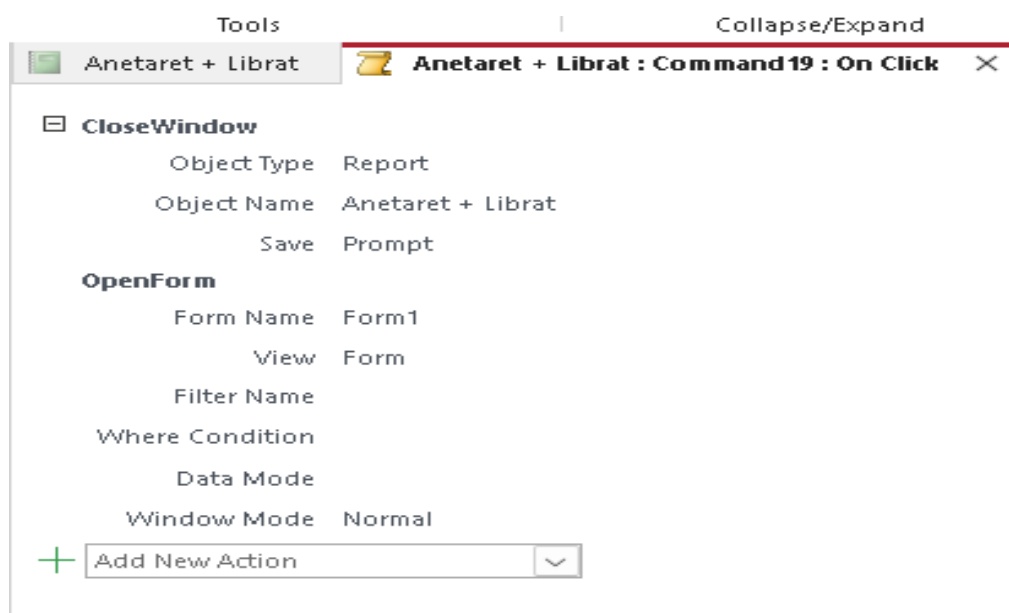 Tools Collapse/Expand
Anetaret + Librat Anetaret + Librat : Command19 : On Click
CloseWindow
Object Type Report
Object Name Anetaret + Librat
Save Prompt
OpenForm
Form Name Form1
View Form
Filter Name
Where Condition
Data Mode
Window Mode Normal
Add New Action